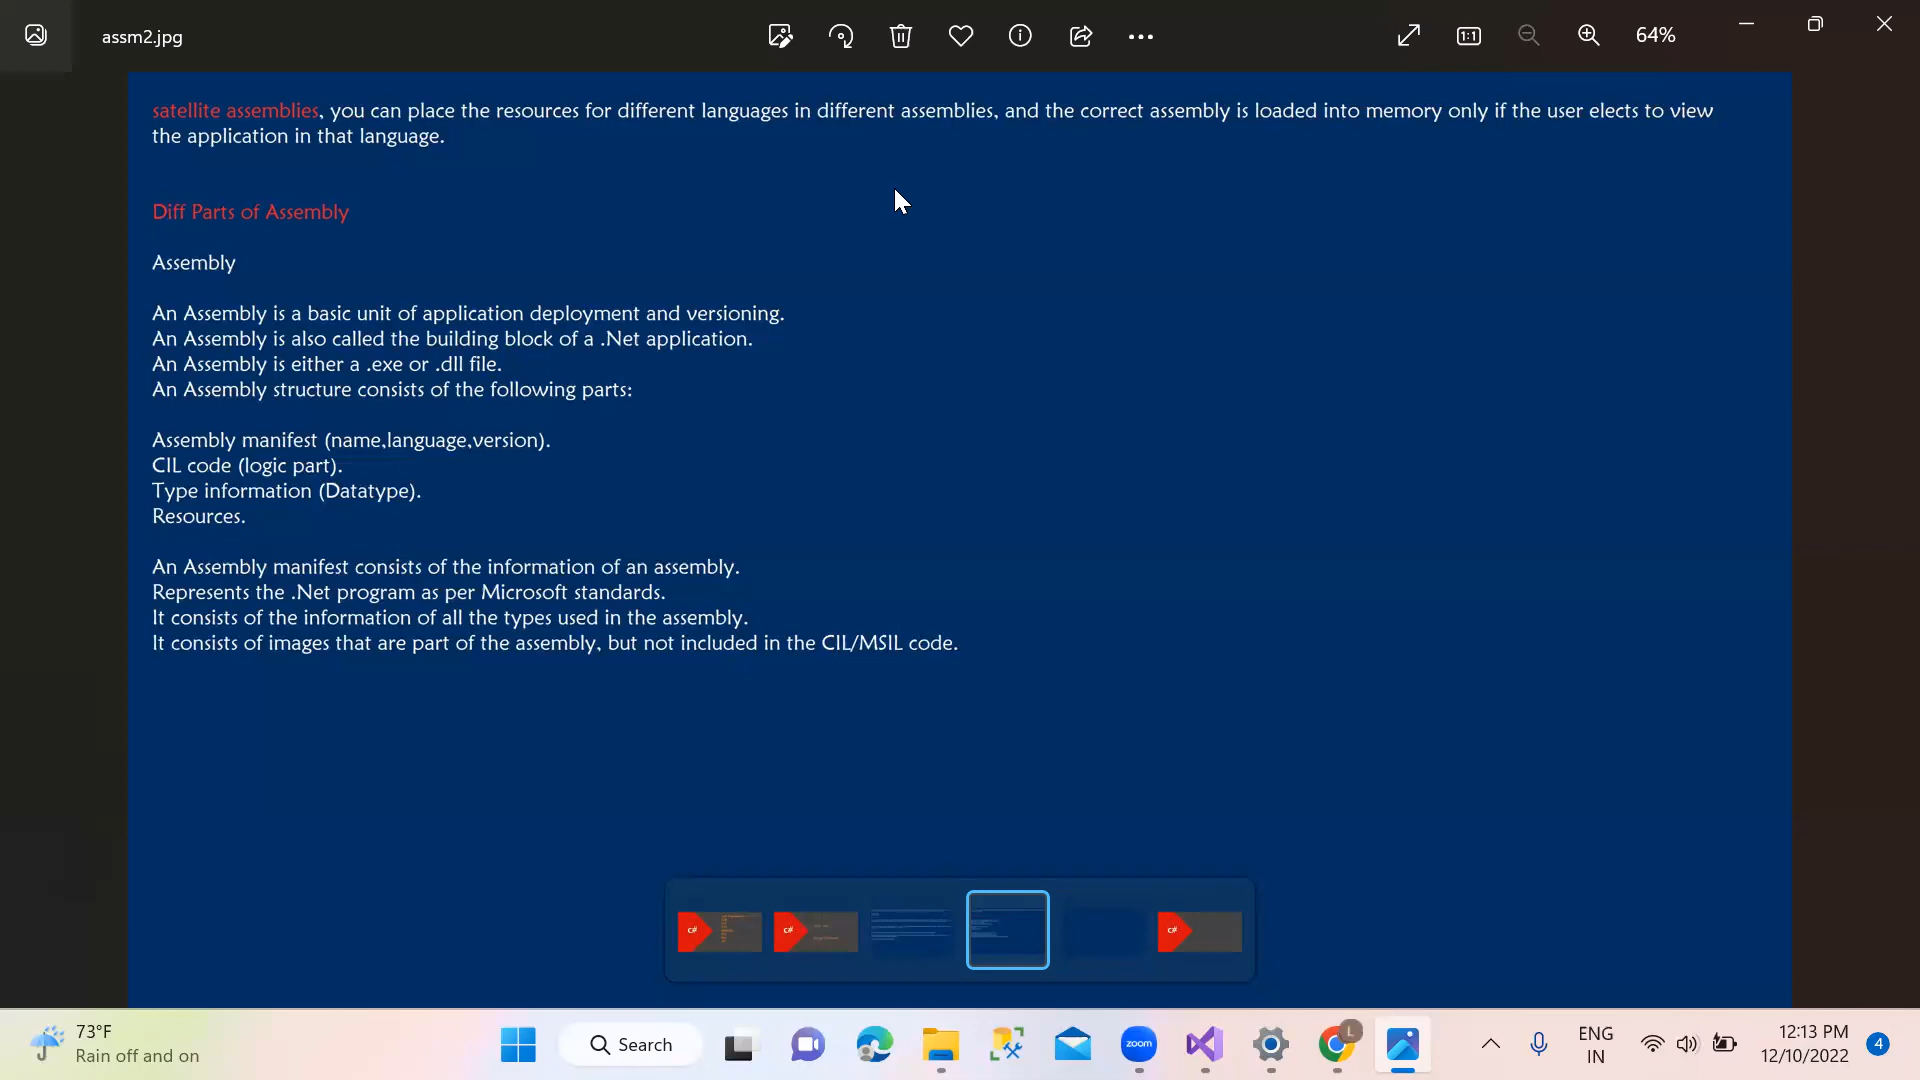 assm2.jpg
64%
satellite assemblies, you can place the resources for different languages in different assemblies, and the correct assembly is loaded into memory only if the user elects to view
the application in that language.
Diff Parts of Assembly
Assembly
An Assembly is a basic unit of application deployment and versioning.
An Assembly is also called the building block of a .Net application.
An Assembly is either a .exe or .dll file.
An Assembly structure consists of the following parts:
Assembly manifest (name,language,version).
CIL code (logic part).
Type information (Datatype).
Resources.
An Assembly manifest consists of the information of an assembly.
Represents the .Net program as per Microsoft standards.
It consists of the information of all the types used in the assembly.
It consists of images that are part of the assembly, but not included in the CIL/MSIL code.
C#
C#
C#
73°F
Rain off and on
Search
zoom
L
ENG
IN
12:13 PM
12/10/2022
4